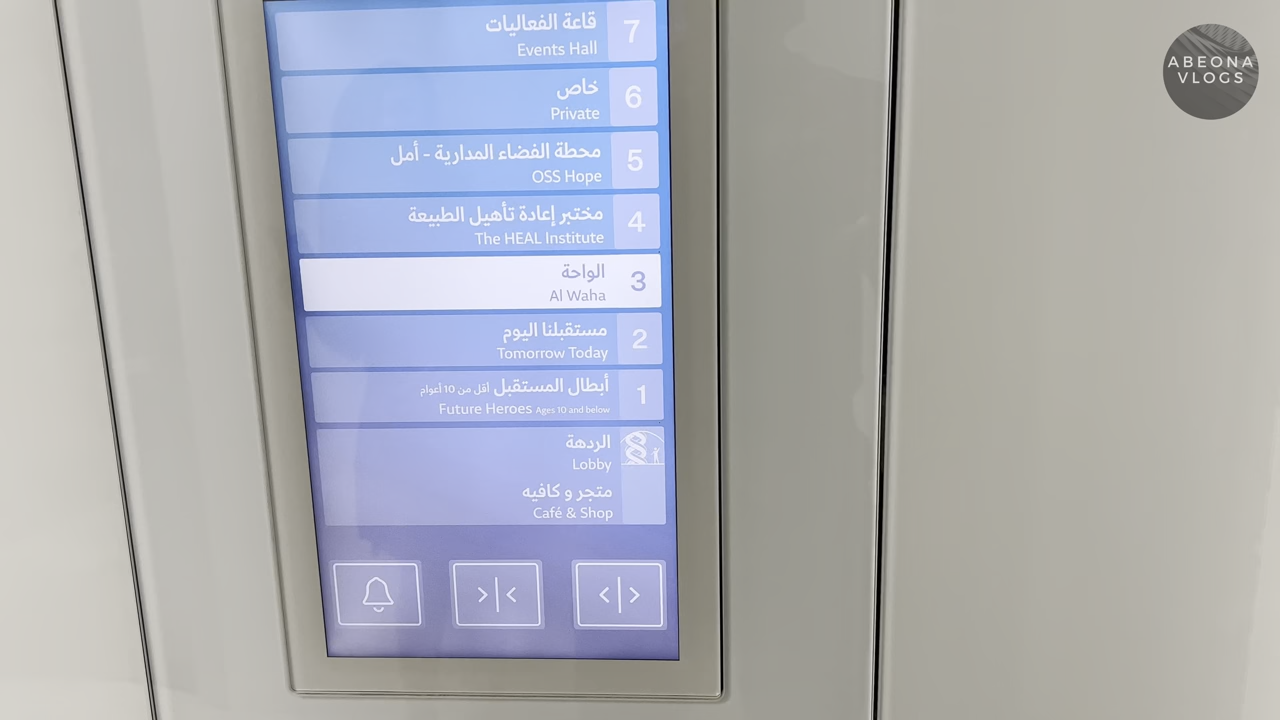 قاعة الفعاليات
Events Hall
7
خاص
Private
6
محطة الفضاء المدارية - أمل
OSS Hope
5
مختبر إعادة تأهيل الطبيعة
The HEAL Institute
4
الواحة
Al Waha
3
مستقبلنا اليوم
Tomorrow Today
2
أبطال المستقبل أقل من 10 أعوام
Future Heroes Ages 10 and below
1
الردهة
Lobby
متجر و كافيه
Café & Shop
>|<
<|>
ABEONA
VLOGS